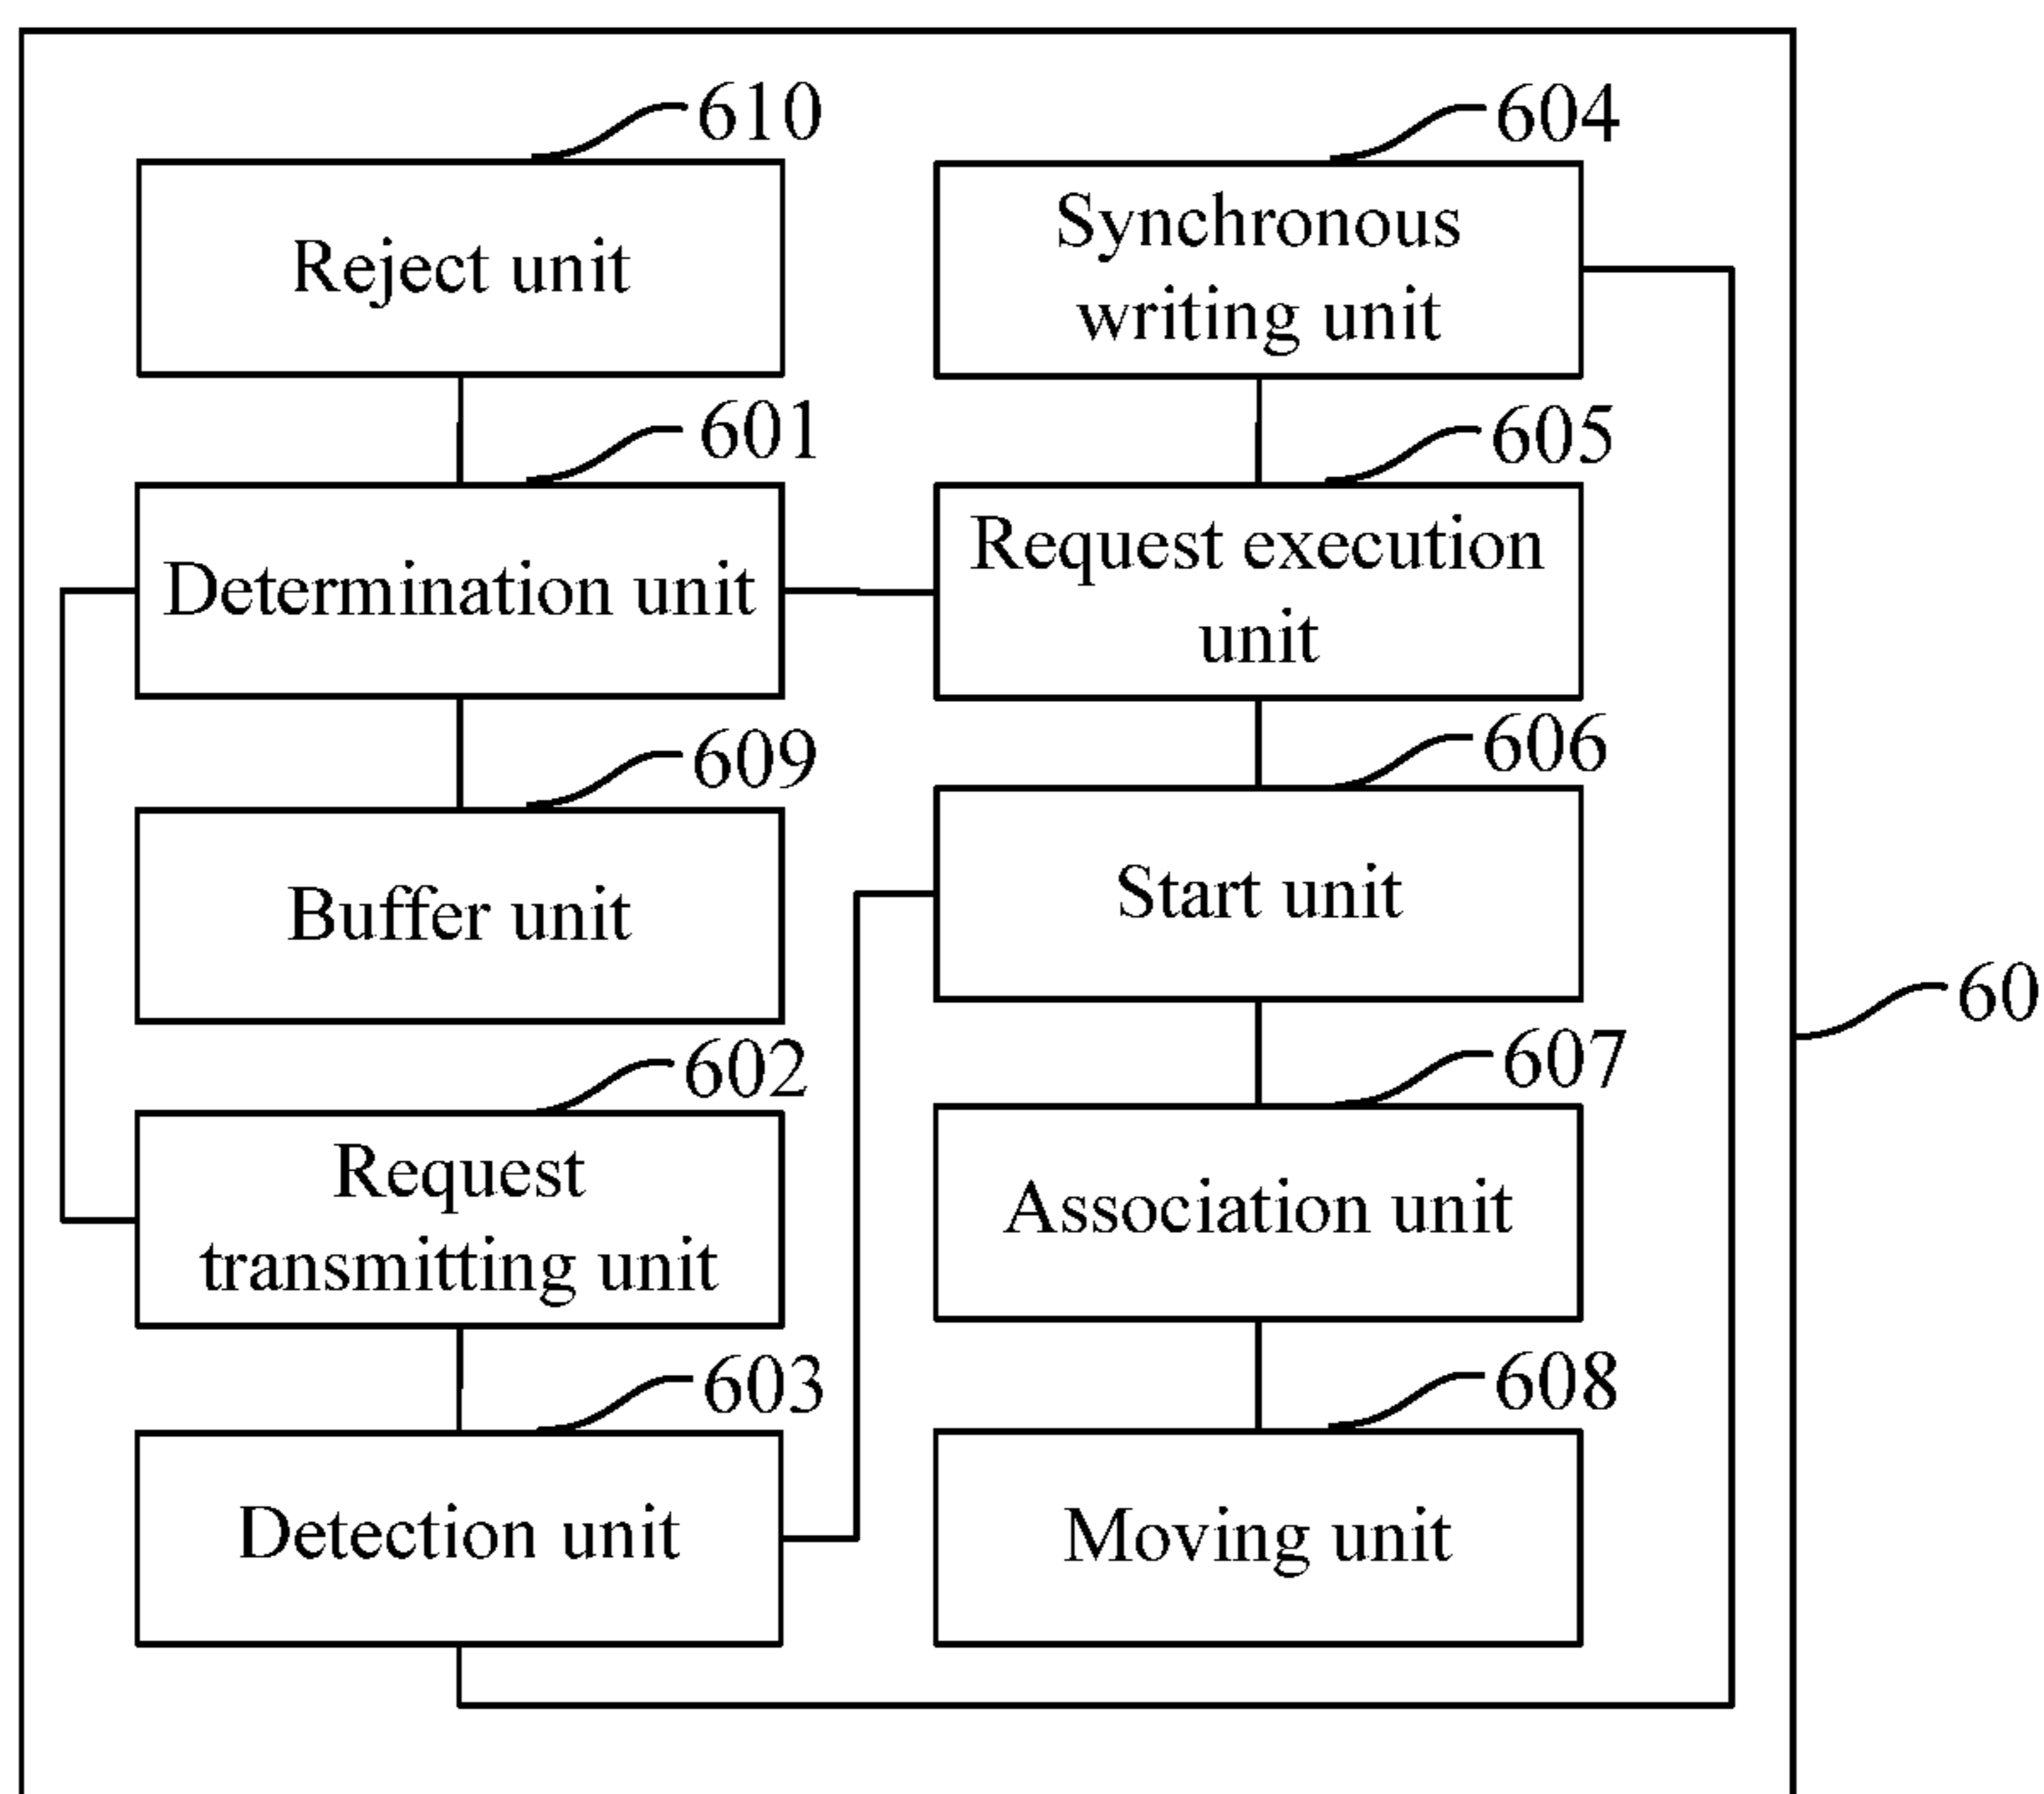 610
Reject unit
604
Synchronous
writing unit
601
Determination unit
605
Request execution
unit
609
Buffer unit
606
Start unit
60
602
Request
transmitting unit
607
Association unit
603
Detection unit
608
Moving unit